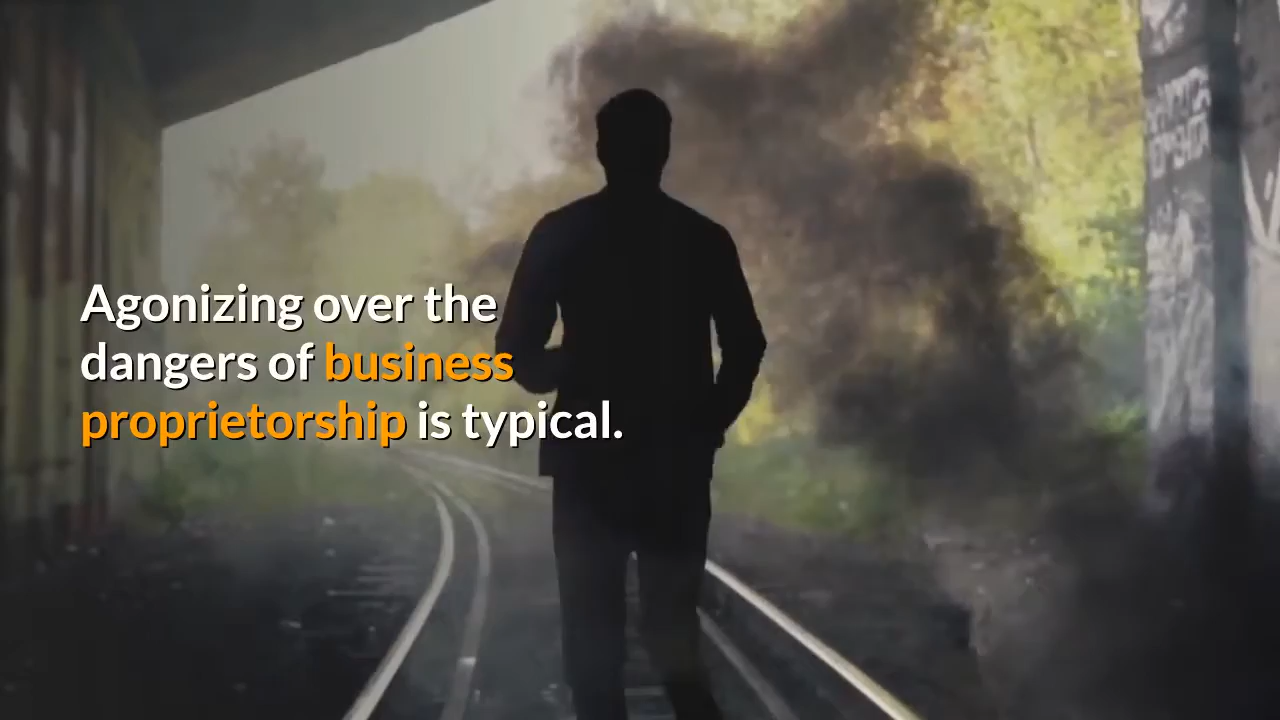 Agonizing over the
dangers of business
proprietorship is typical.